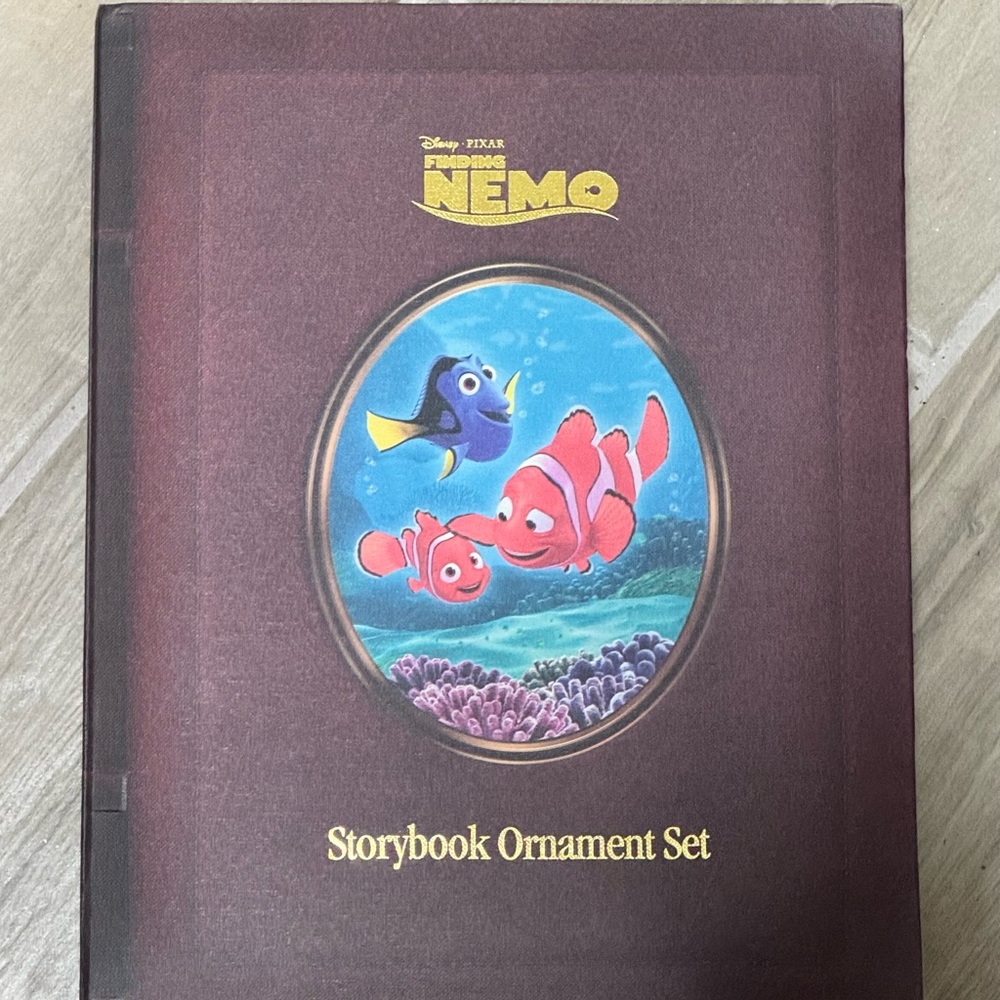 Disney · PIXAR
FINDING
NEMO
Storybook Ornament Set